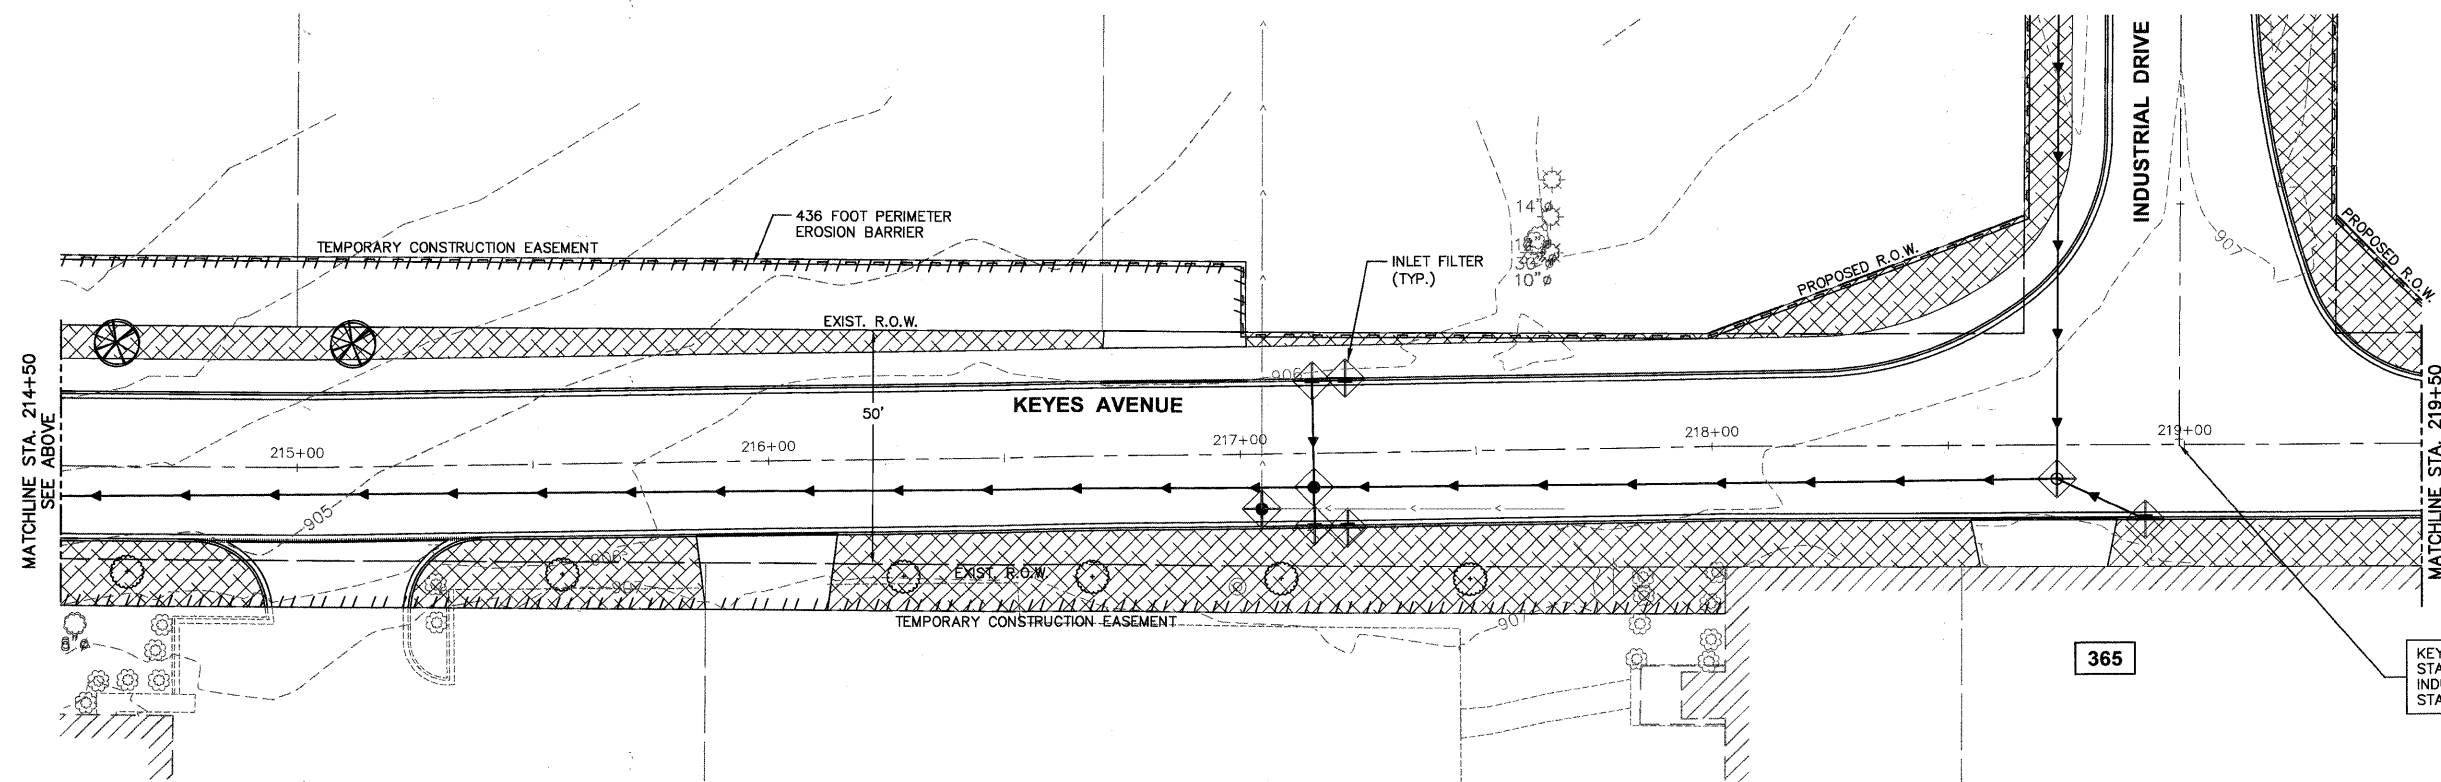 INDUSTRIAL DRIVE
436 FOOT PERIMETER
EROSION BARRIER
TEMPORARY CONSTRUCTION EASEMENT
14"ø
10"ø
INLET FILTER
(TYP.)
PROPOSED R.O.W.
PROPOSED R.O.W.
907
EXIST. R.O.W.
906
MATCHLINE STA. 214+50
SEE ABOVE
50'
KEYES AVENUE
215+00
216+00
217+00
218+00
219+00
MATCHLINE STA. 219+50
905
906
907
EXIST. R.O.W.
TEMPORARY CONSTRUCTION EASEMENT
907
8"ø
365
KEY
STA
INDU
STA